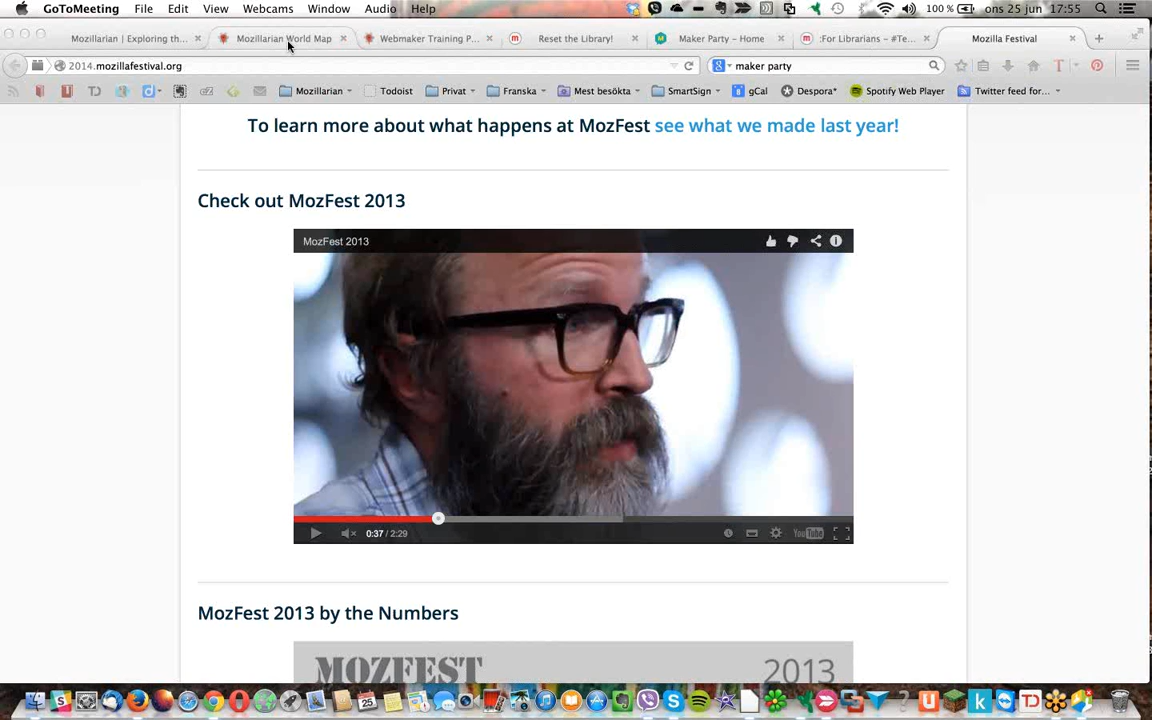 GoToMeeting File Edit View Webcams Window Audio Help 100 % ons 25 jun 17:55
Mozillarian | Exploring th... Mozillarian World Map Webmaker Training P... Reset the Library! Maker Party – Home :For Librarians – #Te... Mozilla Festival
2014.mozillafestival.org maker party
Mozillarian Todoist Privat Franska Mest besökta SmartSign gCal Despora* Spotify Web Player Twitter feed for...
To learn more about what happens at MozFest see what we made last year!
Check out MozFest 2013
MozFest 2013
0:37 / 2:29 YouTube
MozFest 2013 by the Numbers
MOZFEST 2013